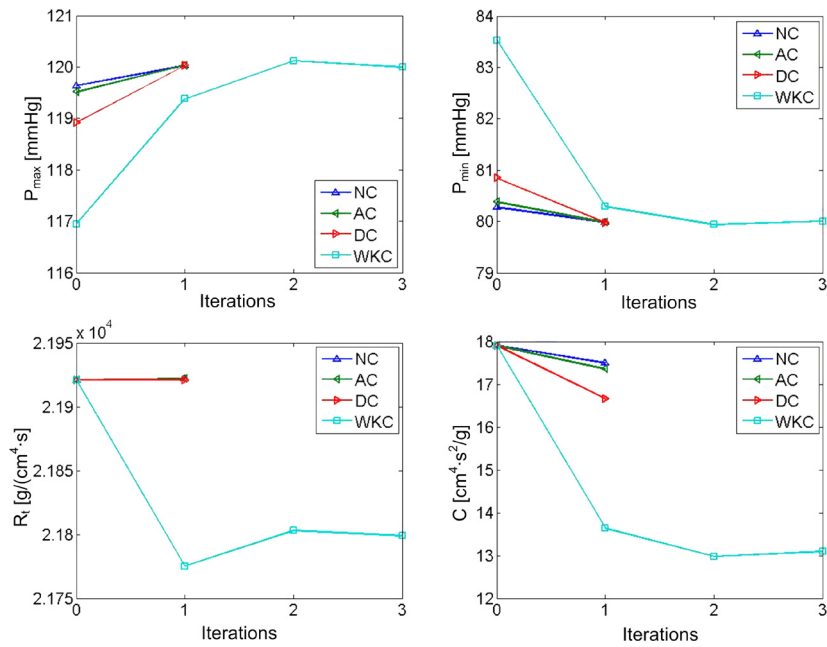 121
120
119
118
117
116
P_max [mmHg]
0
1
2
3
Iterations
NC
AC
DC
WKC
84
83
82
81
80
79
P_min [mmHg]
0
1
2
3
Iterations
NC
AC
DC
WKC
x 10^4
2.195
2.19
2.185
2.18
2.175
R_t [g/(cm^4·s)]
0
1
2
3
Iterations
NC
AC
DC
WKC
18
17
16
15
14
13
12
C [cm^4·s^2/g]
0
1
2
3
Iterations
NC
AC
DC
WKC